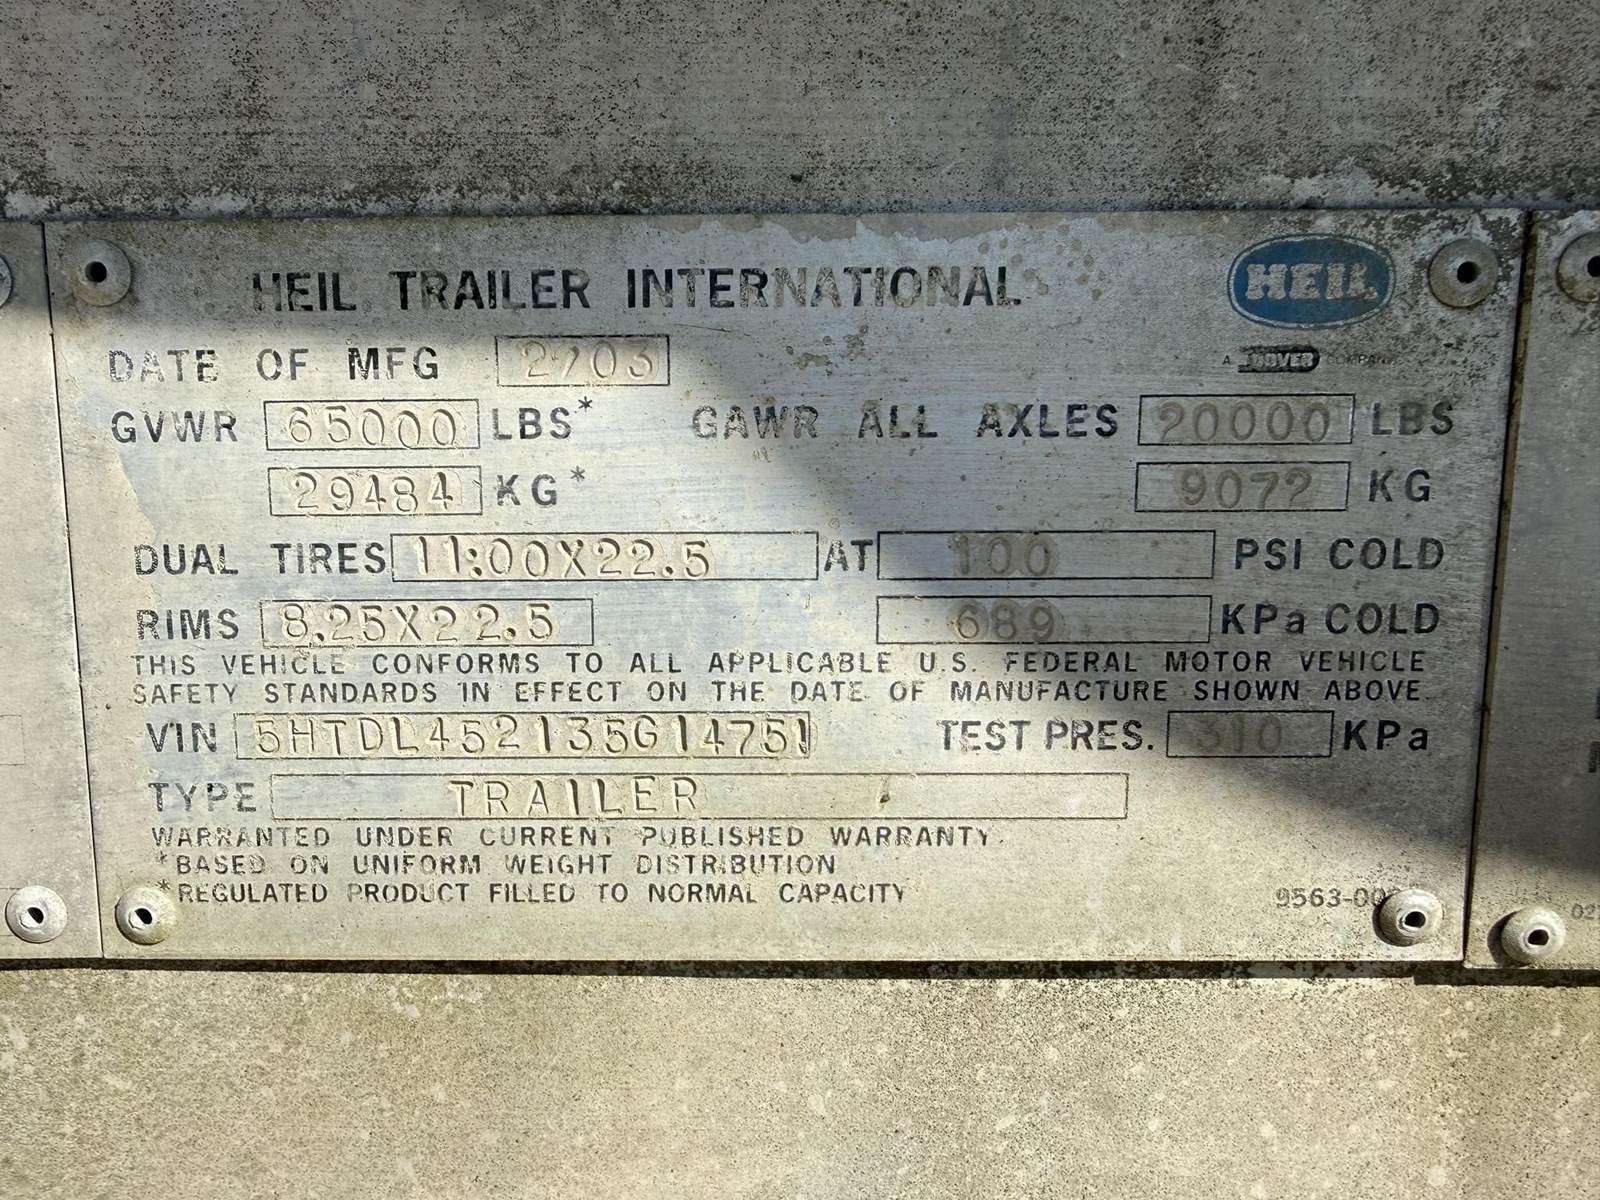 HEIL TRAILER INTERNATIONAL HEIL
A DOVER COMPANY
DATE OF MFG 2/03
GVWR 65000 LBS* GAWR ALL AXLES 20000 LBS
29484 KG* 9072 KG
DUAL TIRES 11:00X22.5 AT 100 PSI COLD
RIMS 8.25X22.5 689 KPa COLD
THIS VEHICLE CONFORMS TO ALL APPLICABLE U.S. FEDERAL MOTOR VEHICLE
SAFETY STANDARDS IN EFFECT ON THE DATE OF MANUFACTURE SHOWN ABOVE.
VIN 5HTDL452135G14751 TEST PRES. 310 KPa
TYPE TRAILER
WARRANTED UNDER CURRENT PUBLISHED WARRANTY.
*BASED ON UNIFORM WEIGHT DISTRIBUTION
*REGULATED PRODUCT FILLED TO NORMAL CAPACITY